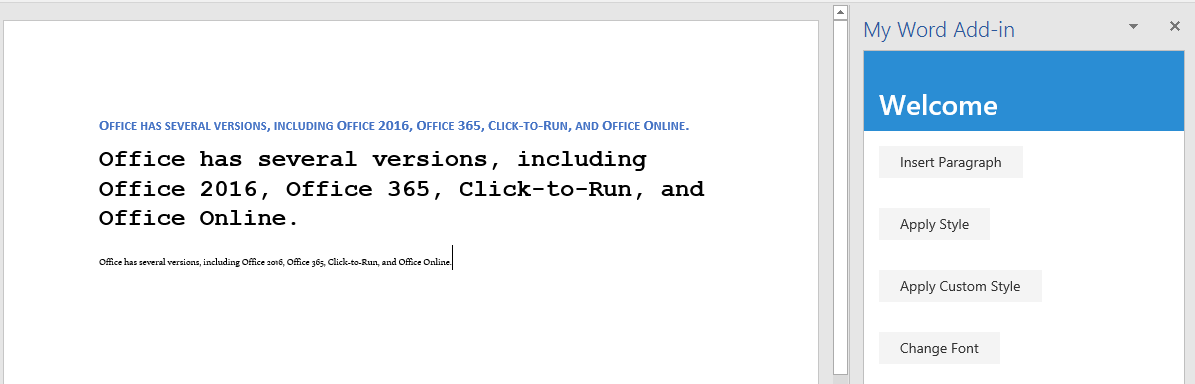 My Word Add-in
Welcome
Office has several versions, including Office 2016, Office 365, Click-to-Run, and Office Online.
Office has several versions, including
Office 2016, Office 365, Click-to-Run, and
Office Online.
Office has several versions, including Office 2016, Office 365, Click-to-Run, and Office Online.
Insert Paragraph
Apply Style
Apply Custom Style
Change Font